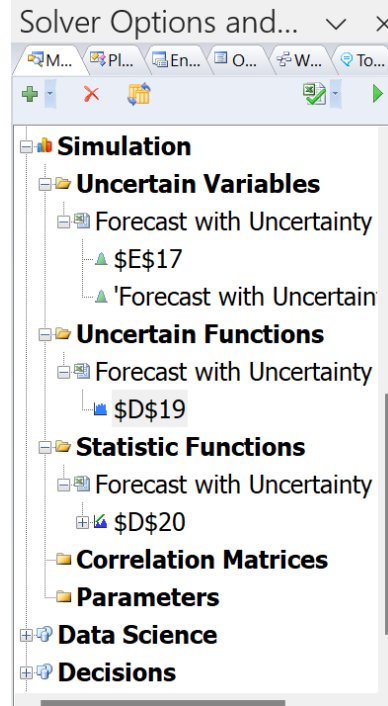 Solver Options and...
M... Pl... En... O... W... To...
Simulation
Uncertain Variables
Forecast with Uncertainty
$E$17
'Forecast with Uncertain
Uncertain Functions
Forecast with Uncertainty
$D$19
Statistic Functions
Forecast with Uncertainty
$D$20
Correlation Matrices
Parameters
Data Science
Decisions